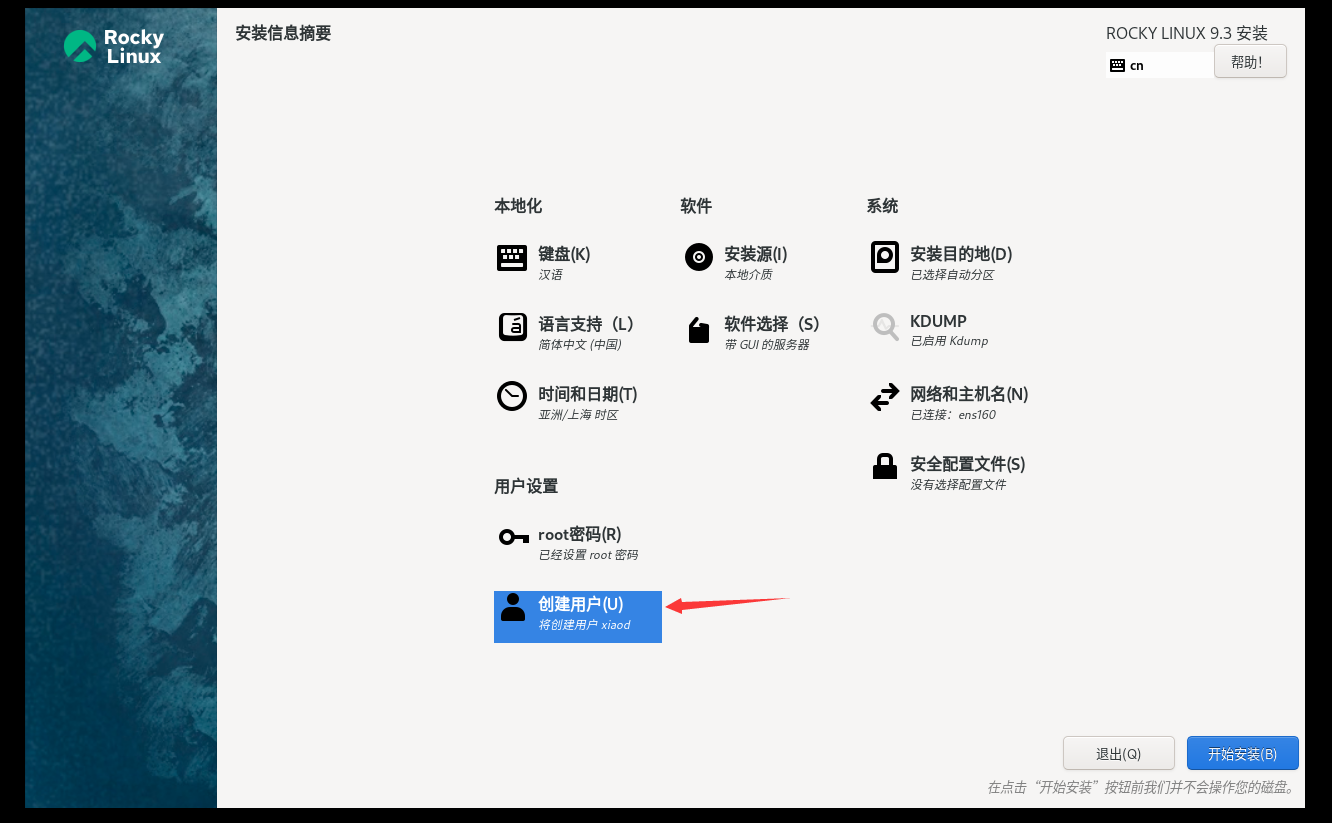 Rocky
Linux
安装信息摘要
ROCKY LINUX 9.3 安装
cn
帮助!
本地化
软件
系统
键盘(K)
汉语
安装源(I)
本地介质
安装目的地(D)
已选择自动分区
语言支持（L）
简体中文 (中国)
软件选择（S）
带 GUI 的服务器
KDUMP
已启用 Kdump
时间和日期(T)
亚洲/上海 时区
网络和主机名(N)
已连接：ens160
安全配置文件(S)
没有选择配置文件
用户设置
root密码(R)
已经设置 root 密码
创建用户(U)
将创建用户 xiaod
退出(Q)
开始安装(B)
在点击“开始安装”按钮前我们并不会操作您的磁盘。